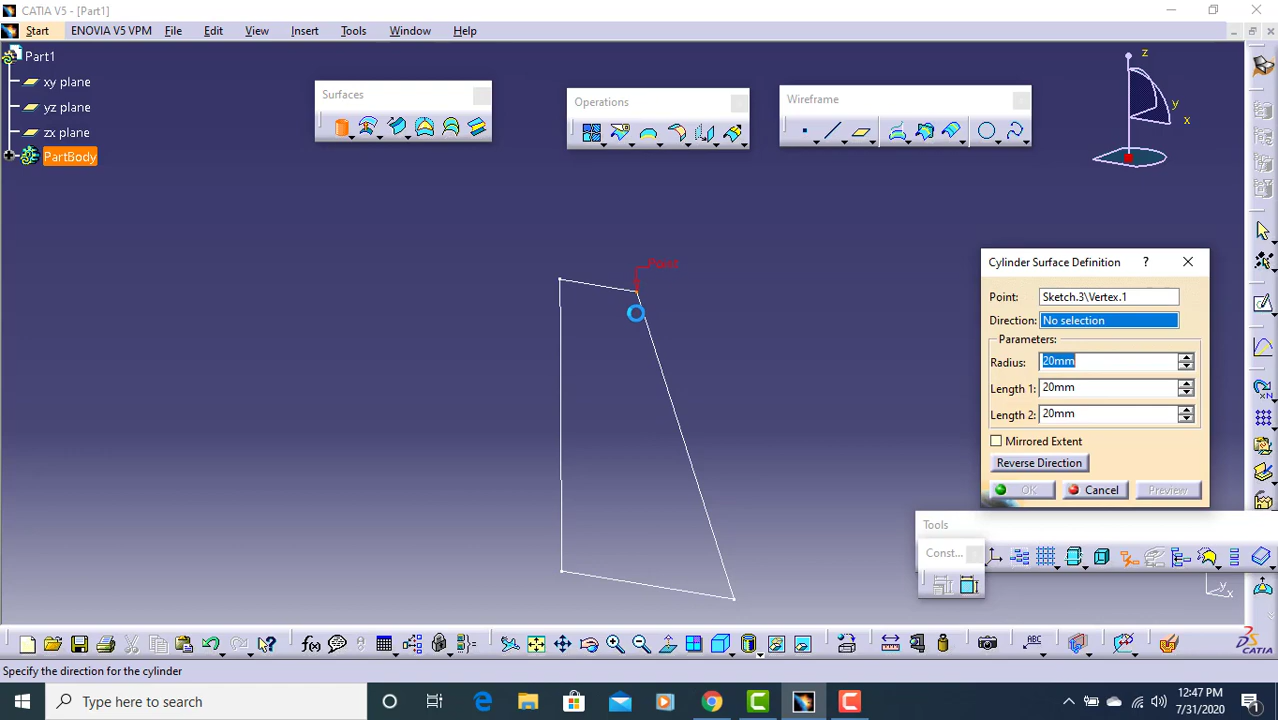 CATIA V5 - [Part1]
Start ENOVIA V5 VPM File Edit View Insert Tools Window Help
Part1
xy plane
yz plane
zx plane
PartBody
Surfaces
Operations
Wireframe
z
y
x
Point
Cylinder Surface Definition ? 
Point: Sketch.3\Vertex.1
Direction: No selection
Parameters:
Radius: 20mm
Length 1: 20mm
Length 2: 20mm
Mirrored Extent
Reverse Direction
OK Cancel Preview
Tools
Const...
z
y
x
CATIA
Specify the direction for the cylinder
Type here to search
12:47 PM
7/31/2020